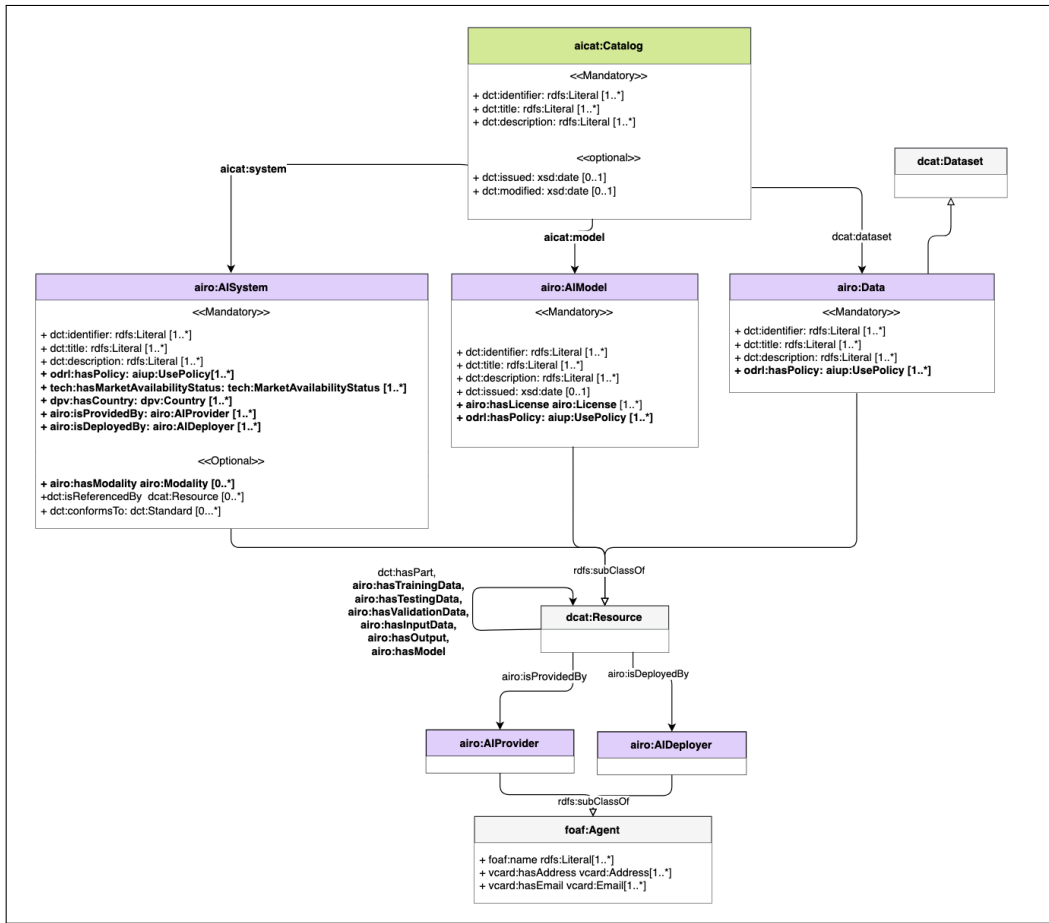 aicat:Catalog
<<Mandatory>>
+ dct:identifier: rdfs:Literal [1..*]
+ dct:title: rdfs:Literal [1..*]
+ dct:description: rdfs:Literal [1..*]
<<optional>>
+ dct:issued: xsd:date [0..1]
+ dct:modified: xsd:date [0..1]
dcat:Dataset
aicat:system
aicat:model
dcat:dataset
airo:AISystem
<<Mandatory>>
+ dct:identifier: rdfs:Literal [1..*]
+ dct:title: rdfs:Literal [1..*]
+ dct:description: rdfs:Literal [1..*]
+ odrl:hasPolicy: aiup:UsePolicy[1..*]
+ tech:hasMarketAvailabilityStatus: tech:MarketAvailabilityStatus [1..*]
+ dpv:hasCountry: dpv:Country [1..*]
+ airo:isProvidedBy: airo:AIProvider [1..*]
+ airo:isDeployedBy: airo:AIDeployer [1..*]
<<Optional>>
+ airo:hasModality airo:Modality [0..*]
+dct:isReferencedBy dcat:Resource [0..*]
+ dct:conformsTo: dct:Standard [0...*]
airo:AIModel
<<Mandatory>>
+ dct:identifier: rdfs:Literal [1..*]
+ dct:title: rdfs:Literal [1..*]
+ dct:description: rdfs:Literal [1..*]
+ dct:issued: xsd:date [0..1]
+ airo:hasLicense airo:License [1..*]
+ odrl:hasPolicy: aiup:UsePolicy [1..*]
airo:Data
<<Mandatory>>
+ dct:identifier: rdfs:Literal [1..*]
+ dct:title: rdfs:Literal [1..*]
+ dct:description: rdfs:Literal [1..*]
+ odrl:hasPolicy: aiup:UsePolicy [1..*]
rdfs:subClassOf
dct:hasPart,
airo:hasTrainingData,
airo:hasTestingData,
airo:hasValidationData,
airo:hasInputData,
airo:hasOutput,
airo:hasModel
dcat:Resource
airo:isProvidedBy
airo:isDeployedBy
airo:AIProvider
airo:AIDeployer
rdfs:subClassOf
foaf:Agent
+ foaf:name rdfs:Literal[1..*]
+ vcard:hasAddress vcard:Address[1..*]
+ vcard:hasEmail vcard:Email[1..*]